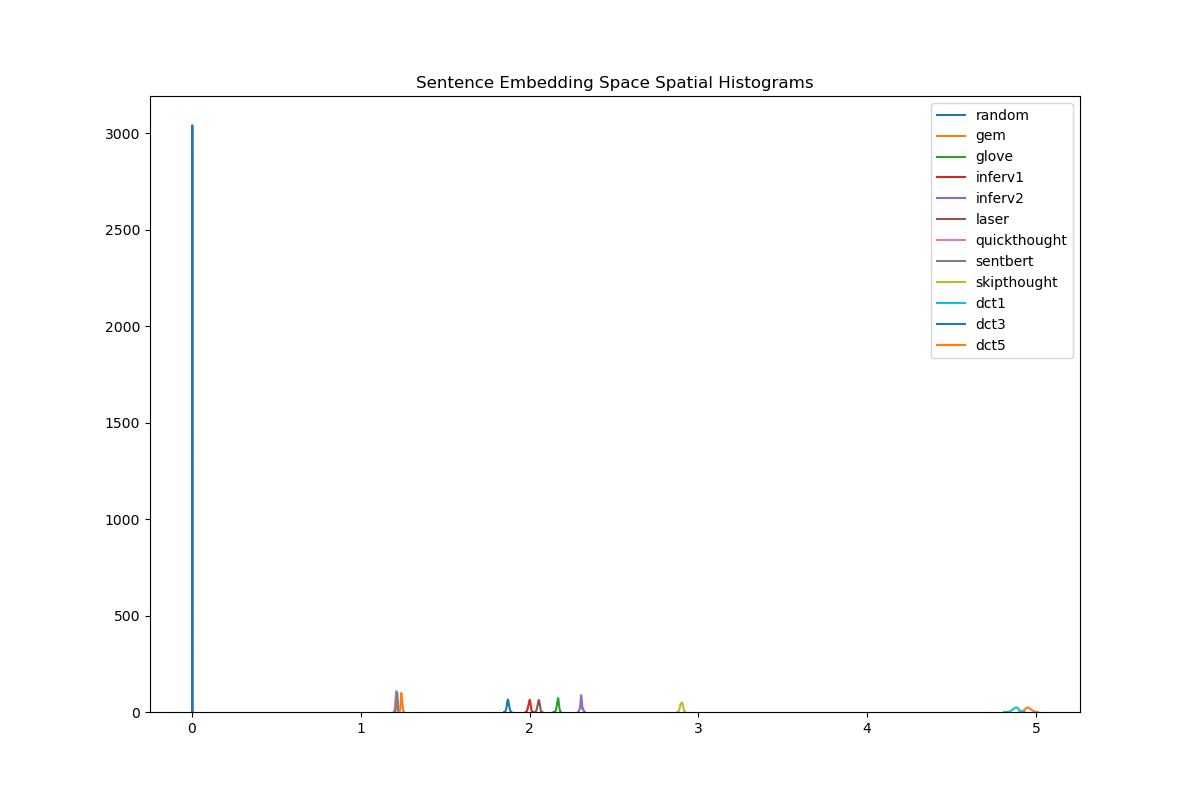 Sentence Embedding Space Spatial Histograms
3000
2500
2000
1500
1000
500
0
0 1 2 3 4 5
random
gem
glove
inferv1
inferv2
laser
quickthought
sentbert
skipthought
dct1
dct3
dct5